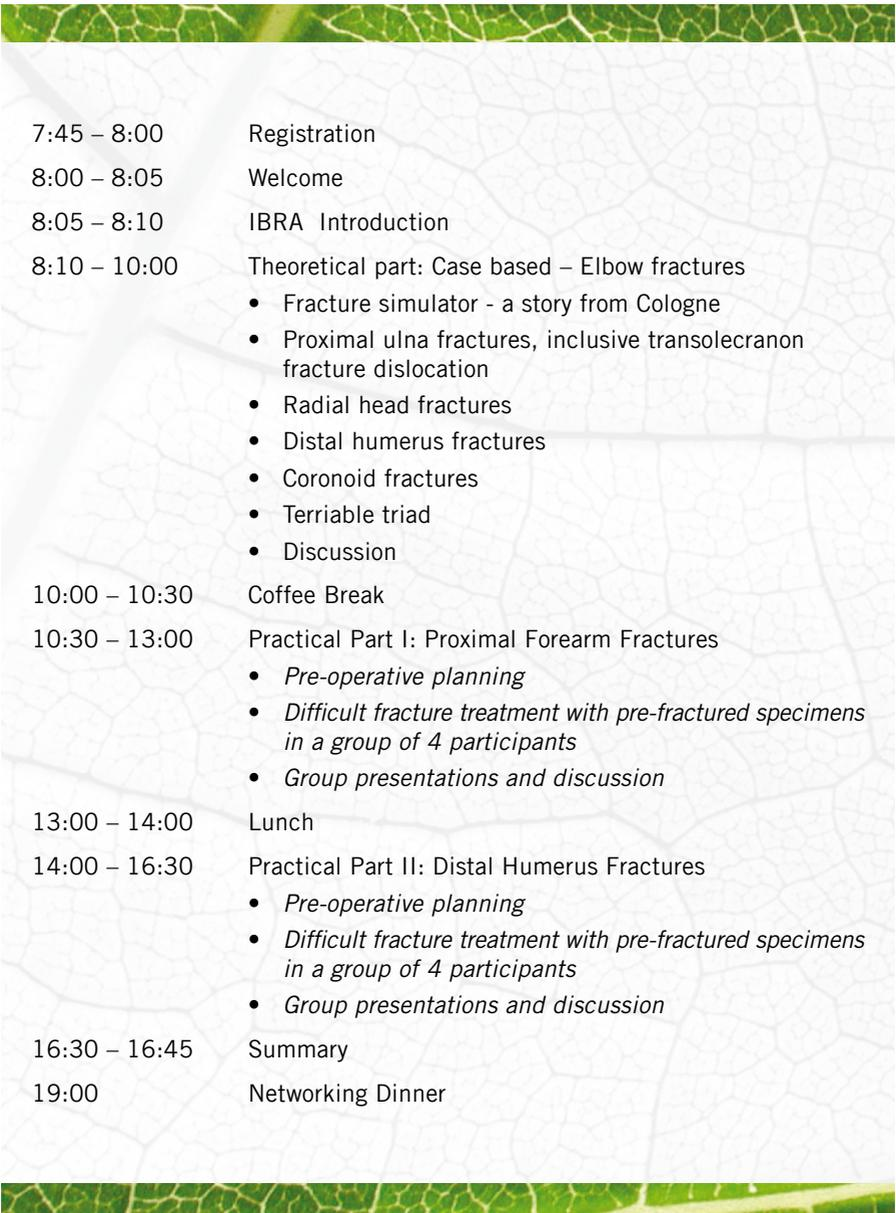 7:45 – 8:00 Registration
8:00 – 8:05 Welcome
8:05 – 8:10 IBRA Introduction
8:10 – 10:00 Theoretical part: Case based – Elbow fractures
• Fracture simulator - a story from Cologne
• Proximal ulna fractures, inclusive transolecranon
fracture dislocation
• Radial head fractures
• Distal humerus fractures
• Coronoid fractures
• Terriable triad
• Discussion
10:00 – 10:30 Coffee Break
10:30 – 13:00 Practical Part I: Proximal Forearm Fractures
• Pre-operative planning
• Difficult fracture treatment with pre-fractured specimens
in a group of 4 participants
• Group presentations and discussion
13:00 – 14:00 Lunch
14:00 – 16:30 Practical Part II: Distal Humerus Fractures
• Pre-operative planning
• Difficult fracture treatment with pre-fractured specimens
in a group of 4 participants
• Group presentations and discussion
16:30 – 16:45 Summary
19:00 Networking Dinner